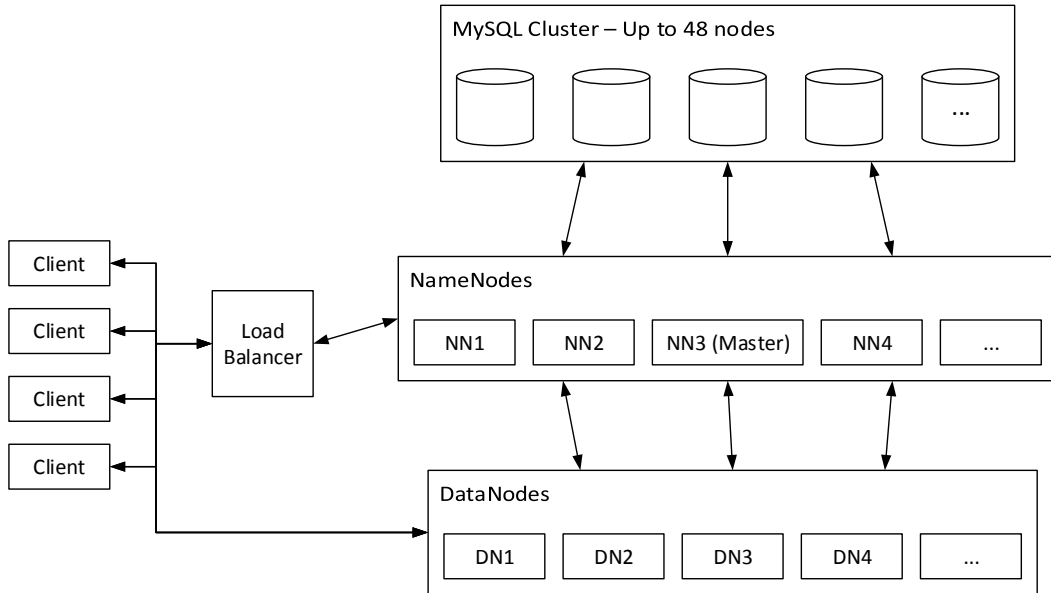 MySQL Cluster – Up to 48 nodes
...
Client
Client
Client
Client
Load
Balancer
NameNodes
NN1
NN2
NN3 (Master)
NN4
...
DataNodes
DN1
DN2
DN3
DN4
...